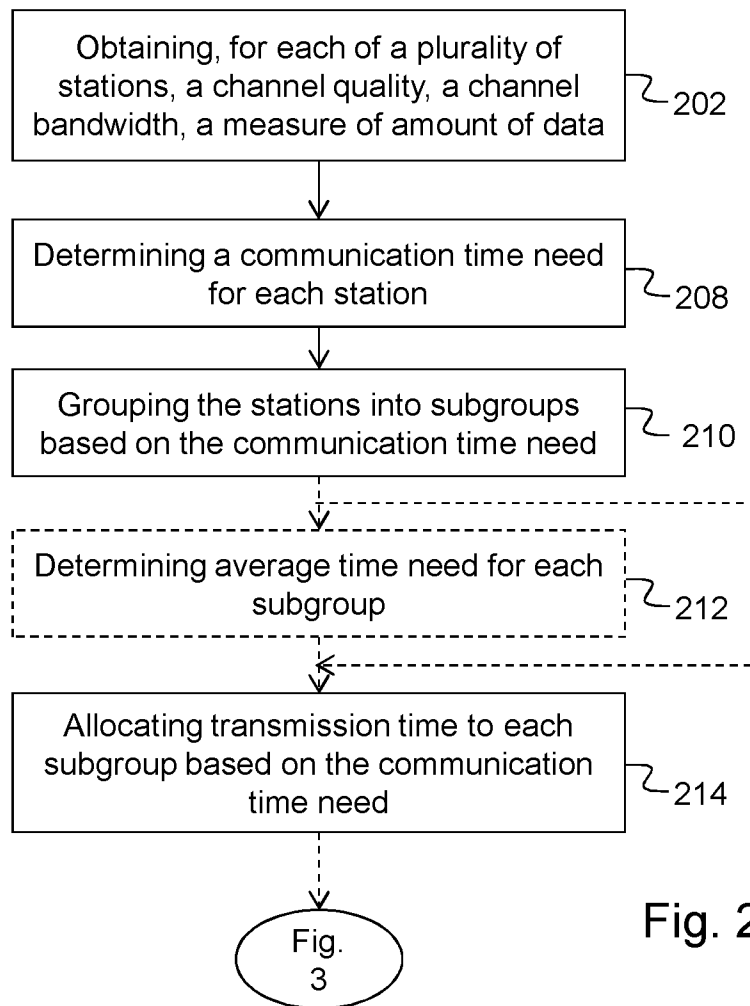 Obtaining, for each of a plurality of
stations, a channel quality, a channel
bandwidth, a measure of amount of data
202
Determining a communication time need
for each station
208
Grouping the stations into subgroups
based on the communication time need
210
Determining average time need for each
subgroup
212
Allocating transmission time to each
subgroup based on the communication
time need
214
Fig.
3
Fig. 2